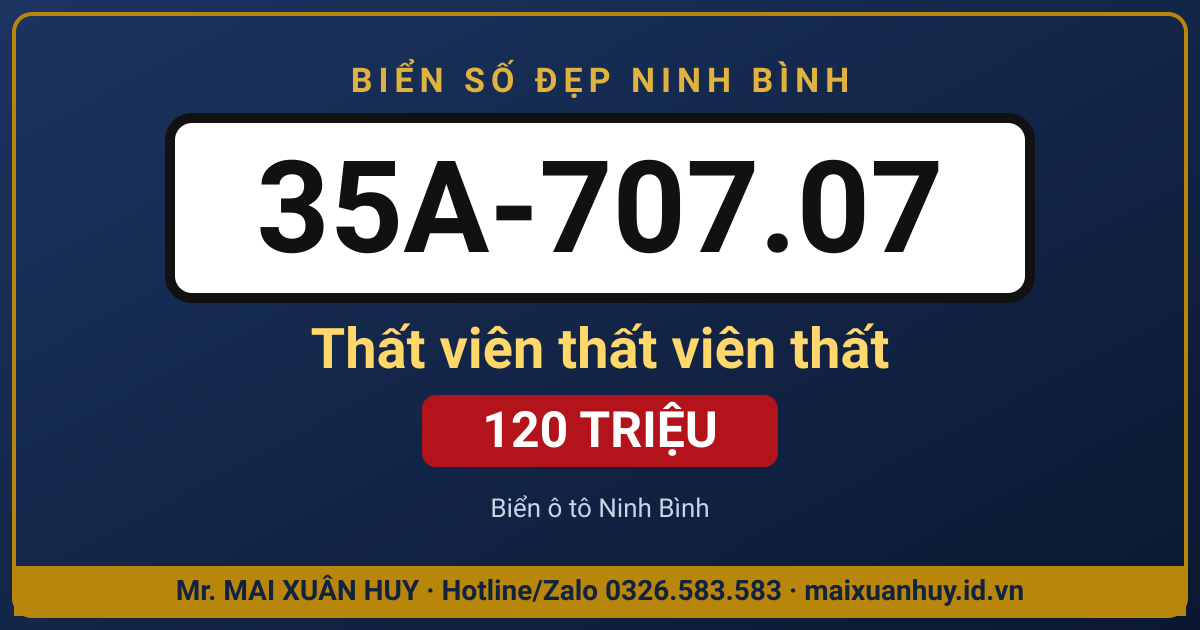 BIỂN SỐ ĐẸP NINH BÌNH
35A-707.07
Thất viên thất viên thất
120 TRIỆU
Biển ô tô Ninh Bình
Mr. MAI XUÂN HUY · Hotline/Zalo 0326.583.583 · maixuanhuy.id.vn